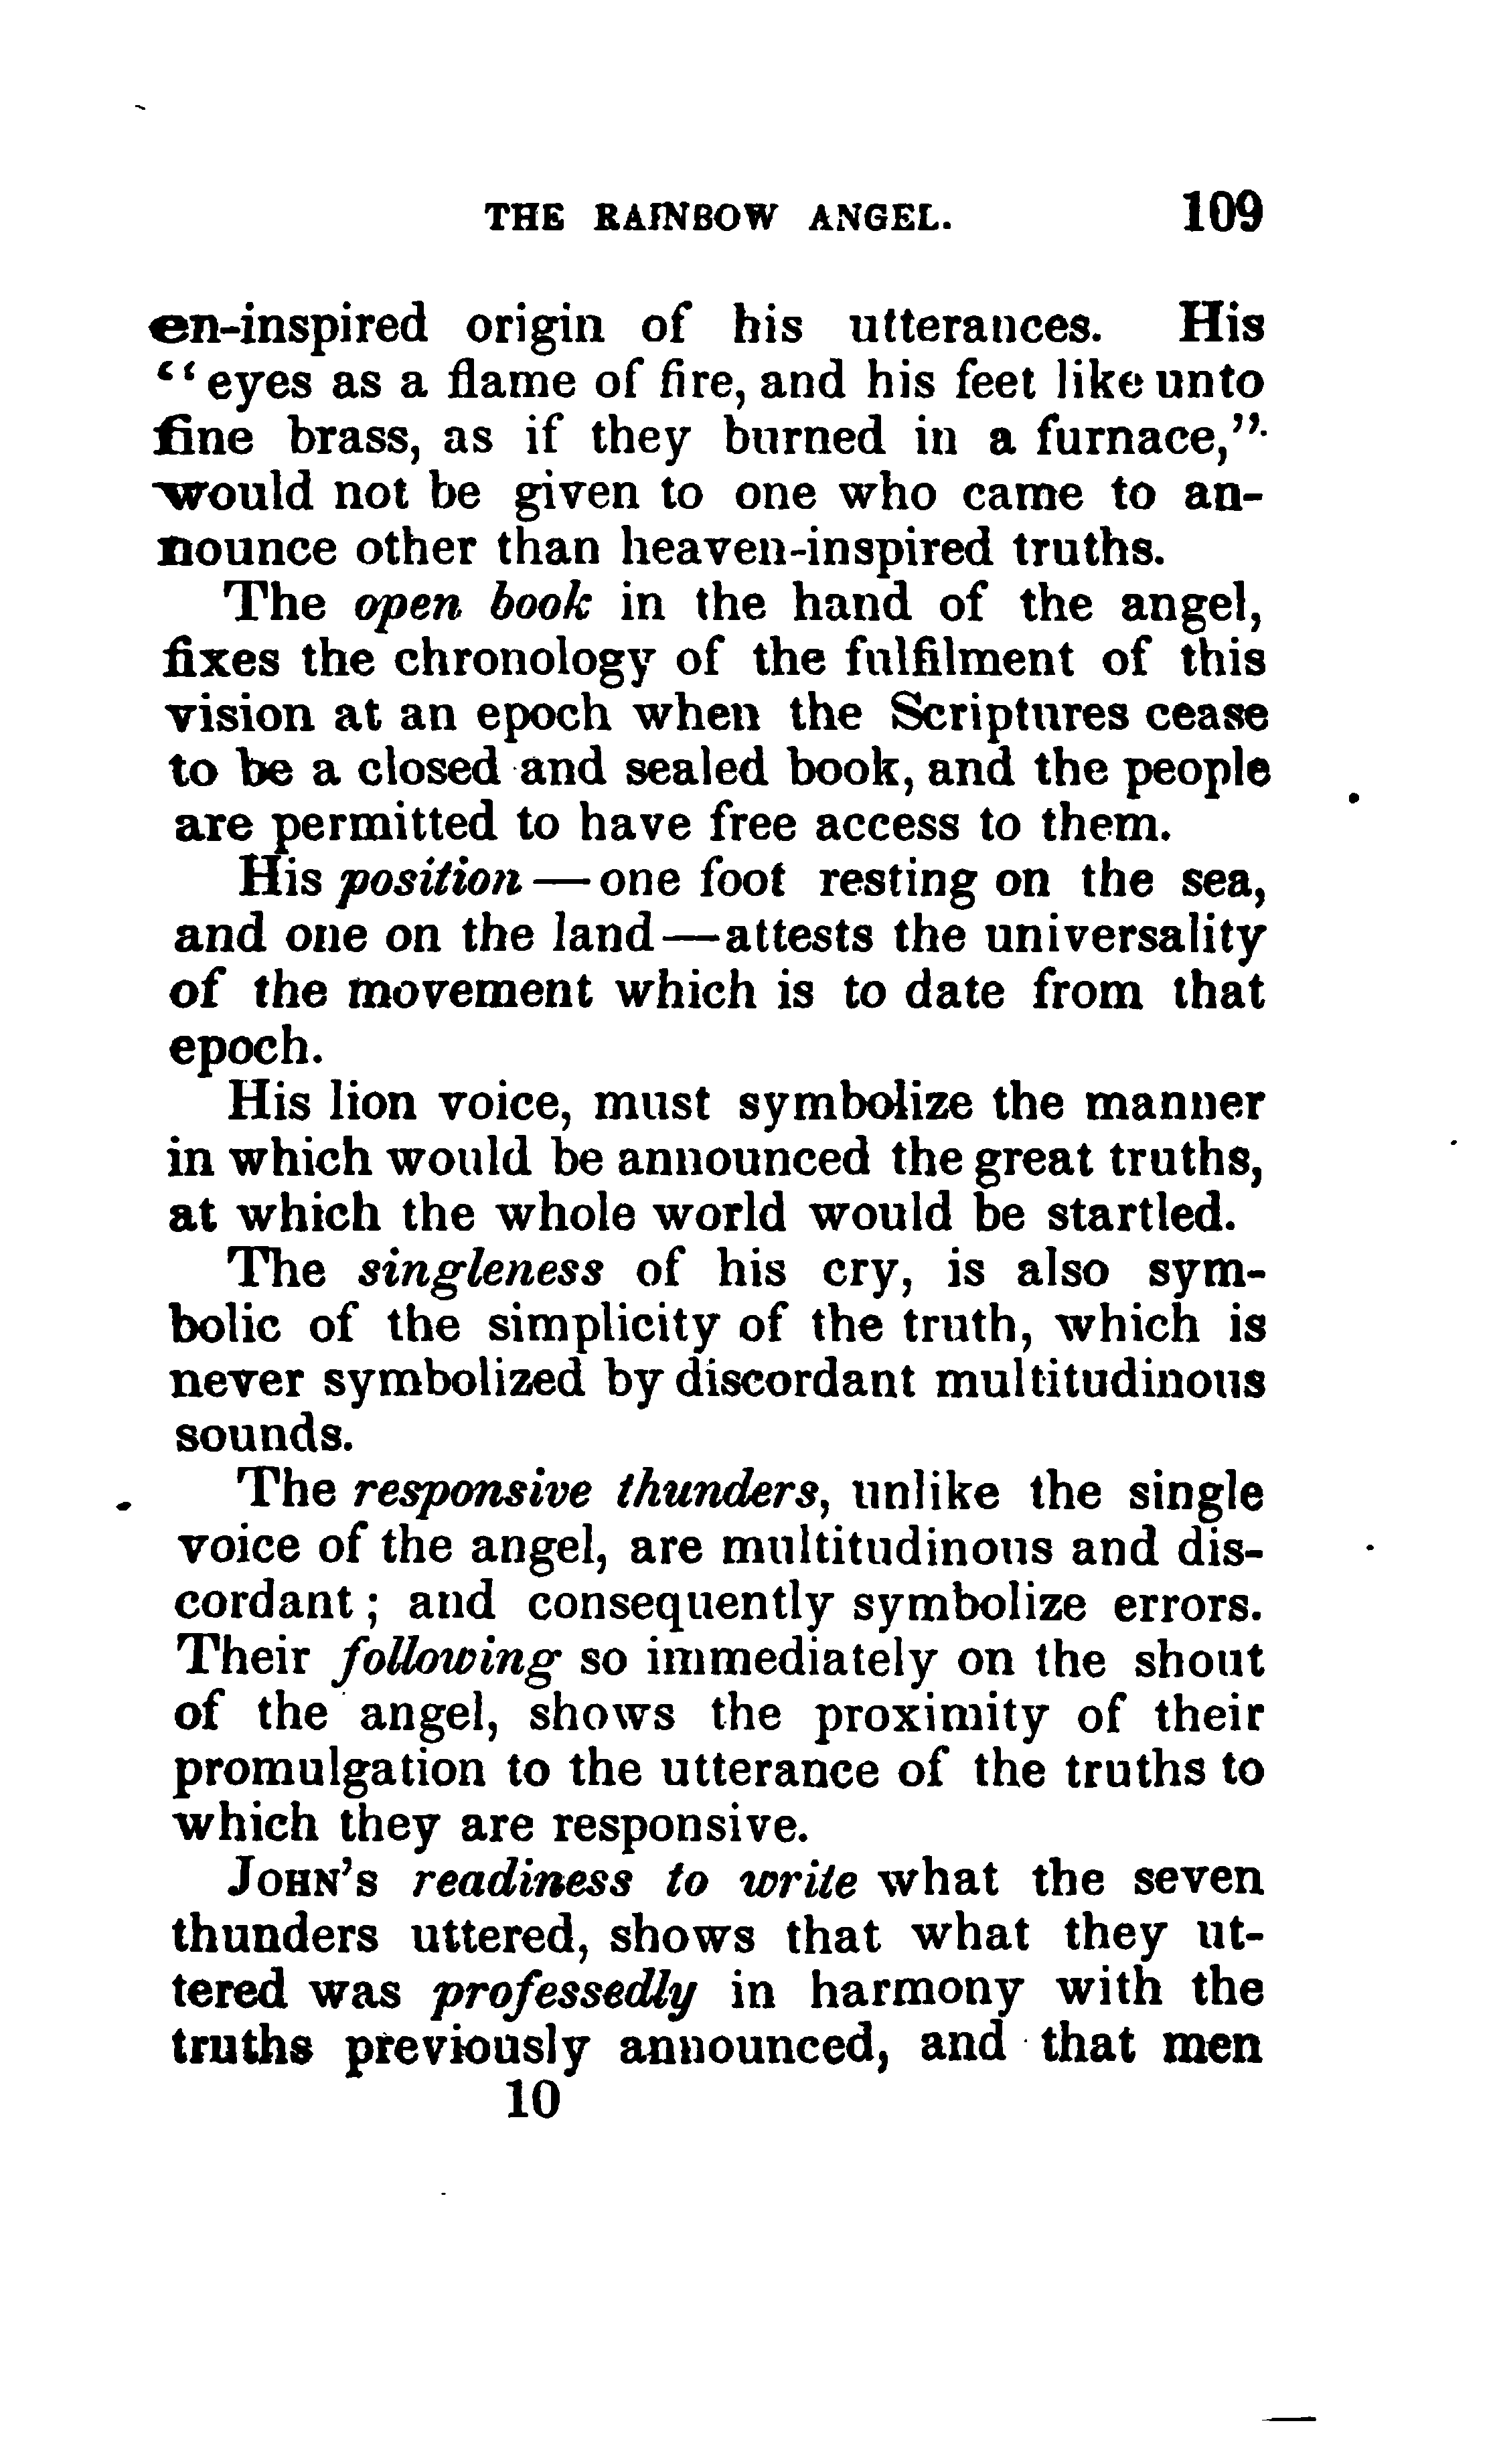 THE RAINBOW ANGEL. 109
en-inspired origin of his utterances. His
"eyes as a flame of fire, and his feet like unto
fine brass, as if they burned in a furnace,"
would not be given to one who came to an-
nounce other than heaven-inspired truths.
The open book in the hand of the angel,
fixes the chronology of the fulfilment of this
vision at an epoch when the Scriptures cease
to be a closed and sealed book, and the people
are permitted to have free access to them.
His position — one foot resting on the sea,
and one on the land — attests the universality
of the movement which is to date from that
epoch.
His lion voice, must symbolize the manner
in which would be announced the great truths,
at which the whole world would be startled.
The singleness of his cry, is also sym-
bolic of the simplicity of the truth, which is
never symbolized by discordant multitudinous
sounds.
The responsive thunders, unlike the single
voice of the angel, are multitudinous and dis-
cordant; and consequently symbolize errors.
Their following so immediately on the shout
of the angel, shows the proximity of their
promulgation to the utterance of the truths to
which they are responsive.
JOHN'S readiness to write what the seven
thunders uttered, shows that what they ut-
tered was professedly in harmony with the
truths previously announced, and that men
10